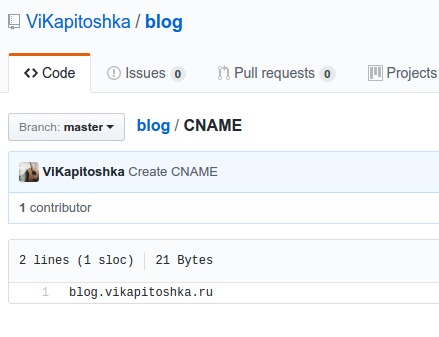 ViKapitoshka / blog
Code Issues 0 Pull requests 0 Projects
Branch: master blog / CNAME
ViKapitoshka Create CNAME
1 contributor
2 lines (1 sloc) 21 Bytes
1 blog.vikapitoshka.ru